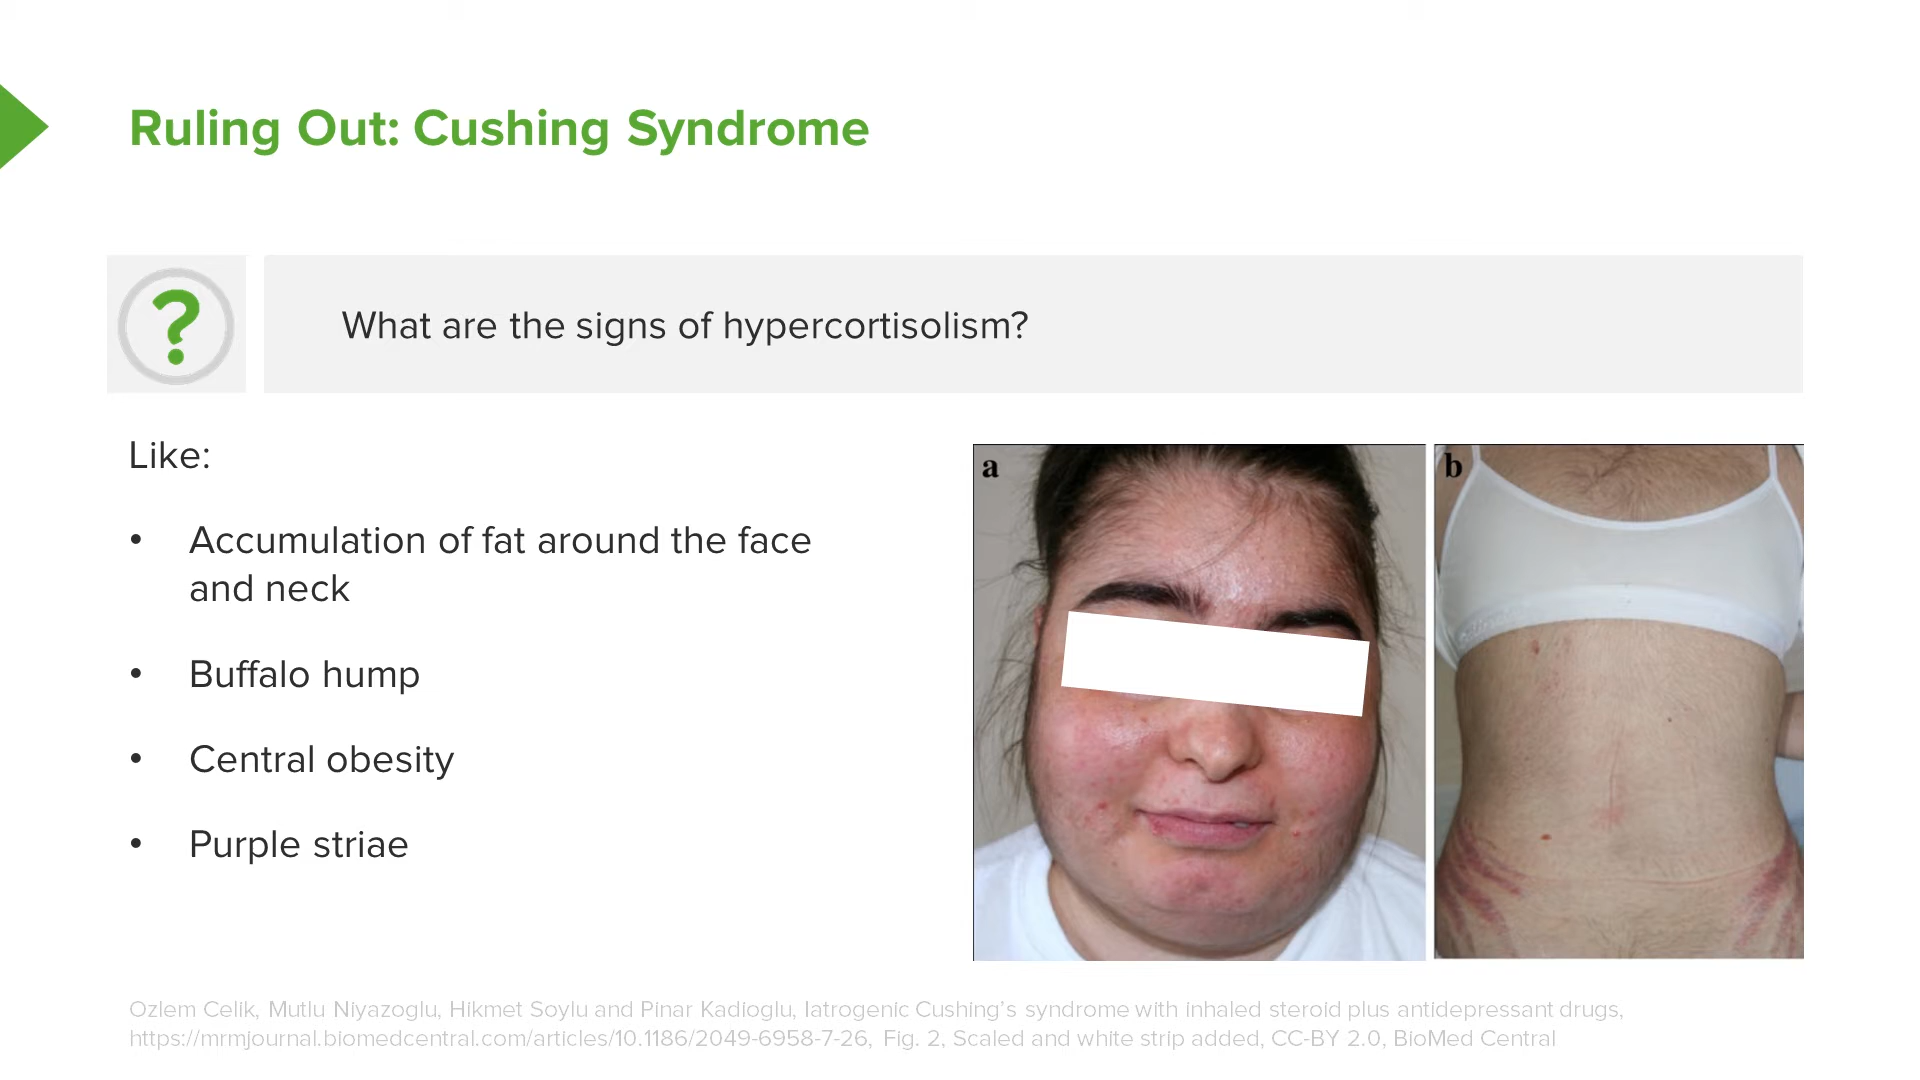 Ruling Out: Cushing Syndrome
?
What are the signs of hypercortisolism?
Like:
• Accumulation of fat around the face
and neck
• Buffalo hump
• Central obesity
• Purple striae
a
b
Ozlem Celik, Mutlu Niyazoglu, Hikmet Soylu and Pinar Kadioglu, Iatrogenic Cushing's syndrome with inhaled steroid plus antidepressant drugs,
https://mrmjournal.biomedcentral.com/articles/10.1186/2049-6958-7-26, Fig. 2, Scaled and white strip added, CC-BY 2.0, BioMed Central